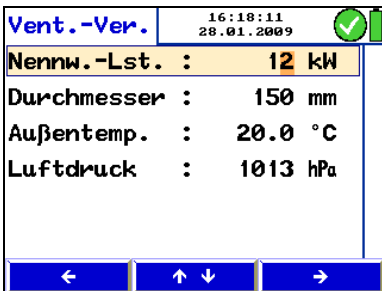 Vent.-Ver.
16:18:11
28.01.2009
Nennw.-Lst. : 12 kW
Durchmesser : 150 mm
Außentemp. : 20.0 °C
Luftdruck : 1013 hPa
← ↑ ↓ →